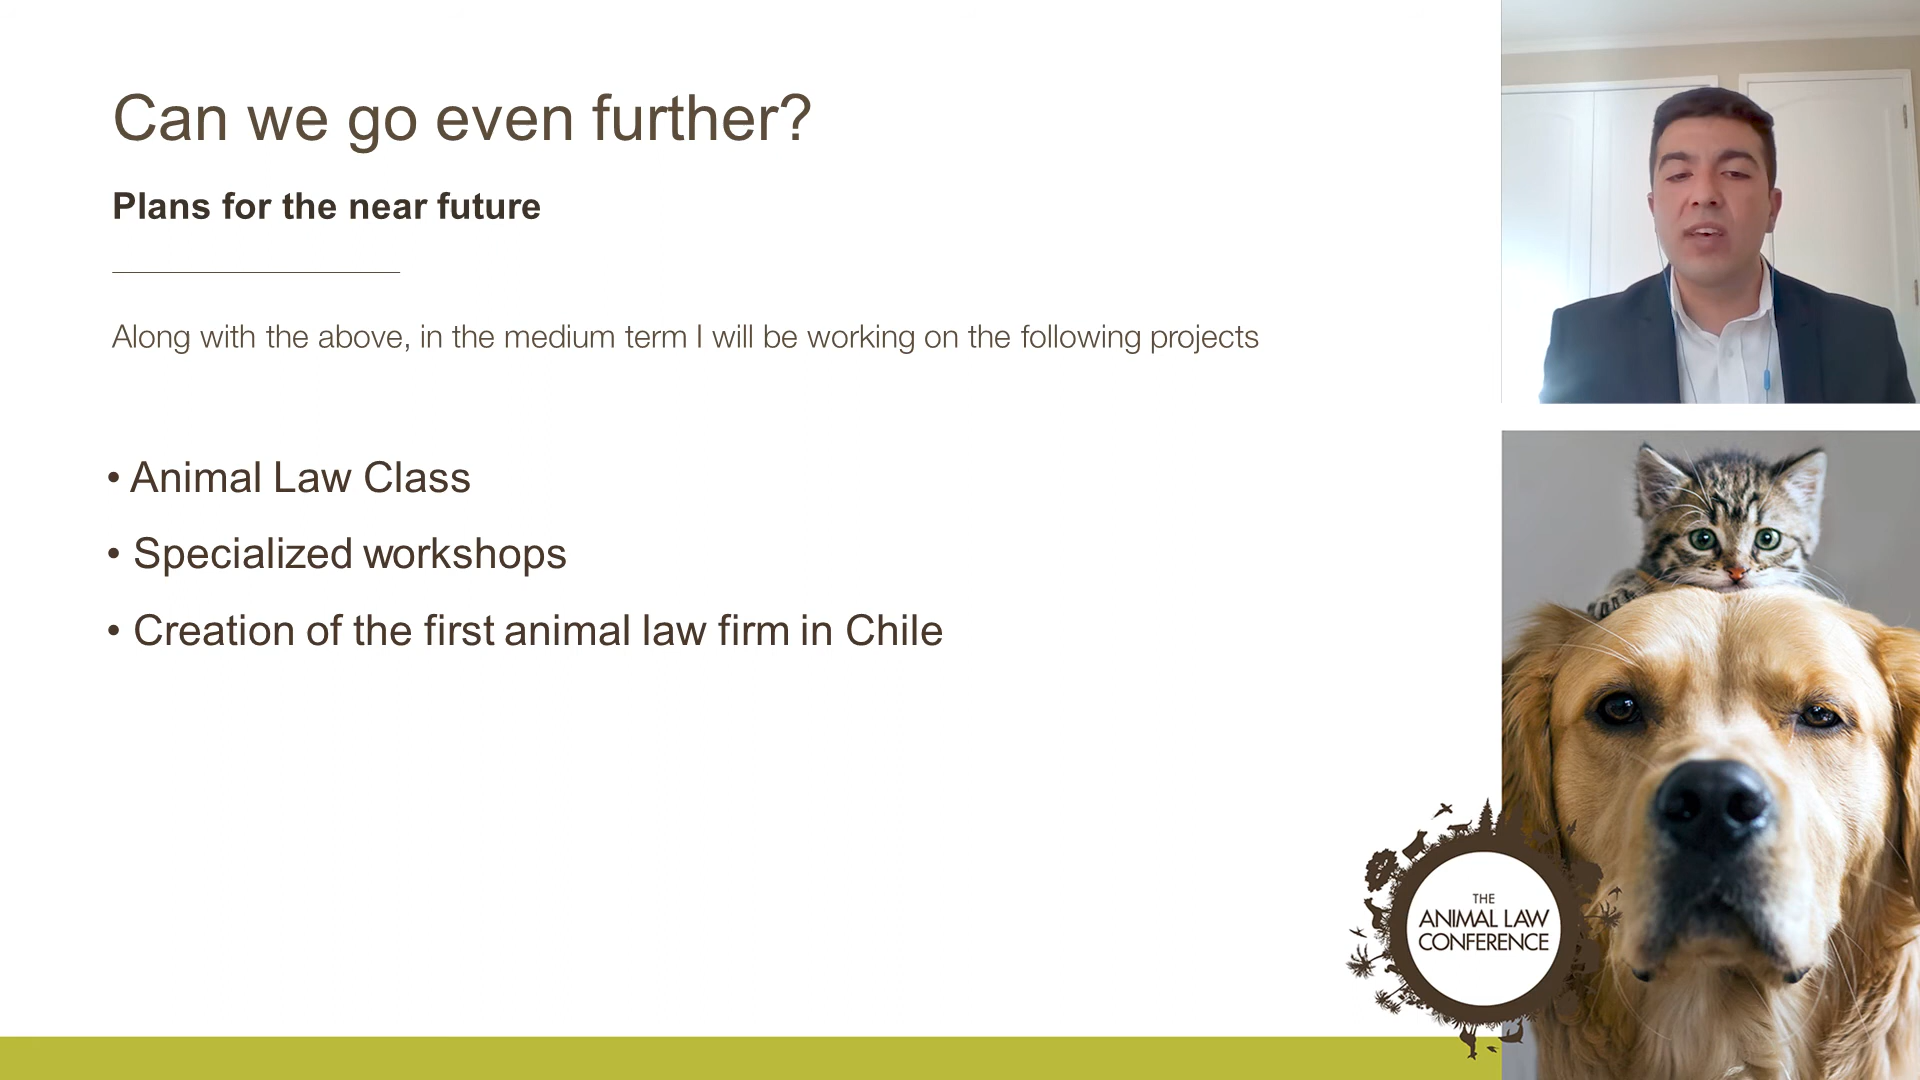 Can we go even further?
Plans for the near future
Along with the above, in the medium term I will be working on the following projects
• Animal Law Class
• Specialized workshops
• Creation of the first animal law firm in Chile
THE
ANIMAL LAW
CONFERENCE